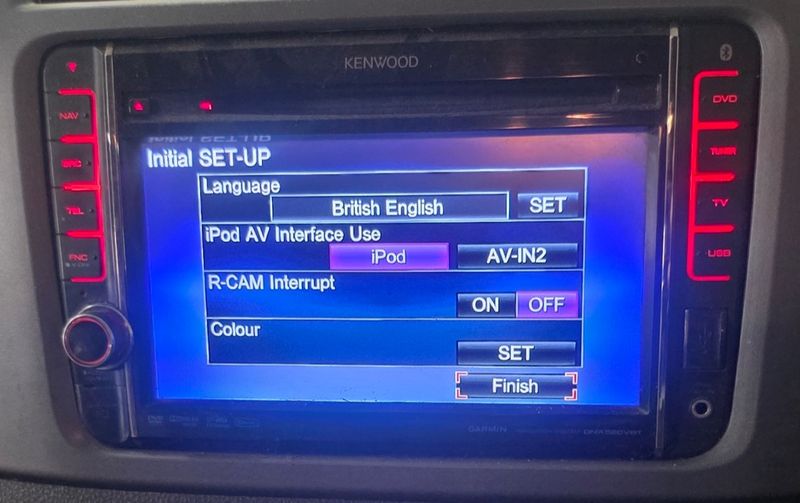 KENWOOD
NAV
SRC
TEL
FNC
DVD
TUNER
TV
USB
Initial SET-UP
Language
British English SET
iPod AV Interface Use
iPod AV-IN2
R-CAM Interrupt
ON OFF
Colour
SET
Finish
GARMIN